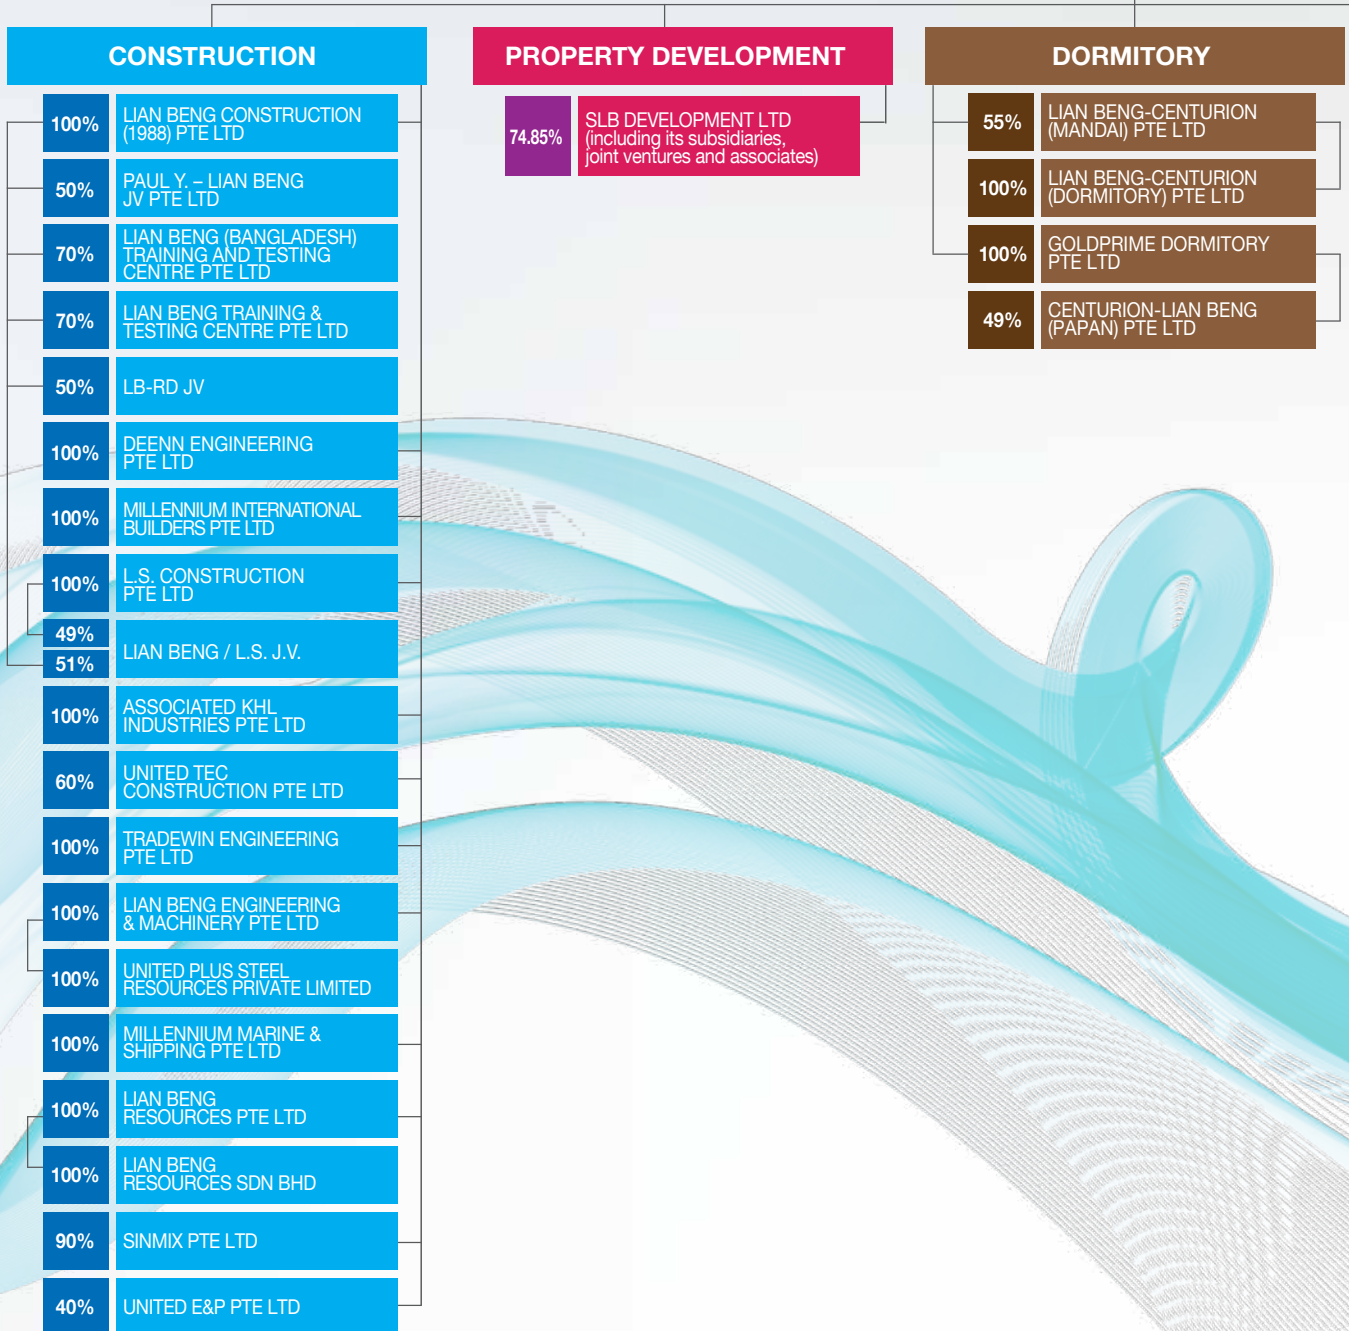 CONSTRUCTION
100%
LIAN BENG CONSTRUCTION
(1988) PTE LTD
50%
PAUL Y. – LIAN BENG
JV PTE LTD
70%
LIAN BENG (BANGLADESH)
TRAINING AND TESTING
CENTRE PTE LTD
70%
LIAN BENG TRAINING &
TESTING CENTRE PTE LTD
50%
LB-RD JV
100%
DEENN ENGINEERING
PTE LTD
100%
MILLENNIUM INTERNATIONAL
BUILDERS PTE LTD
100%
L.S. CONSTRUCTION
PTE LTD
49%
51%
LIAN BENG / L.S. J.V.
100%
ASSOCIATED KHL
INDUSTRIES PTE LTD
60%
UNITED TEC
CONSTRUCTION PTE LTD
100%
TRADEWIN ENGINEERING
PTE LTD
100%
LIAN BENG ENGINEERING
& MACHINERY PTE LTD
100%
UNITED PLUS STEEL
RESOURCES PRIVATE LIMITED
100%
MILLENNIUM MARINE &
SHIPPING PTE LTD
100%
LIAN BENG
RESOURCES PTE LTD
100%
LIAN BENG
RESOURCES SDN BHD
90%
SINMIX PTE LTD
40%
UNITED E&P PTE LTD
PROPERTY DEVELOPMENT
74.85%
SLB DEVELOPMENT LTD
(including its subsidiaries,
joint ventures and associates)
DORMITORY
55%
LIAN BENG-CENTURION
(MANDAI) PTE LTD
100%
LIAN BENG-CENTURION
(DORMITORY) PTE LTD
100%
GOLDPRIME DORMITORY
PTE LTD
49%
CENTURION-LIAN BENG
(PAPAN) PTE LTD